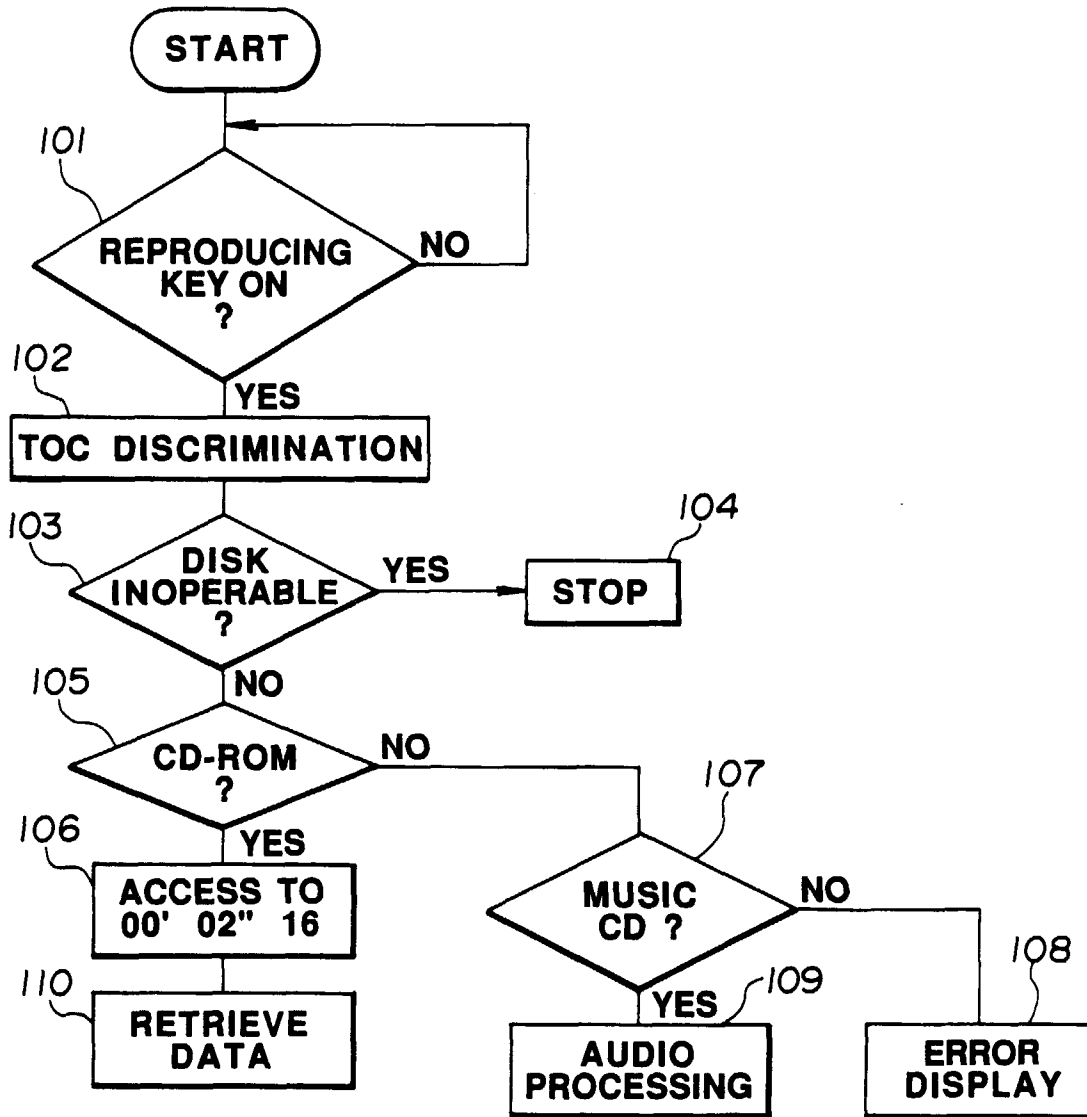 START
101
REPRODUCING
KEY ON
?
NO
102
YES
TOC DISCRIMINATION
103
DISK
INOPERABLE
?
YES
104
STOP
NO
105
CD-ROM
?
NO
107
YES
106
ACCESS TO
00' 02" 16
MUSIC
CD ?
NO
108
110
RETRIEVE
DATA
YES
109
AUDIO
PROCESSING
ERROR
DISPLAY